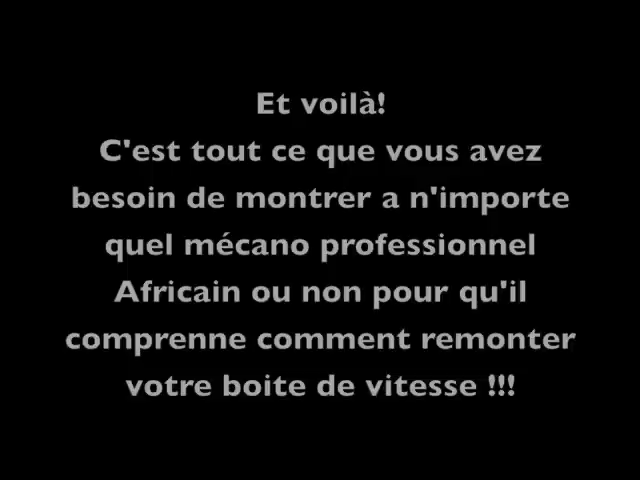 Et voilà!
C'est tout ce que vous avez
besoin de montrer a n'importe
quel mécano professionnel
Africain ou non pour qu'il
comprenne comment remonter
votre boite de vitesse !!!